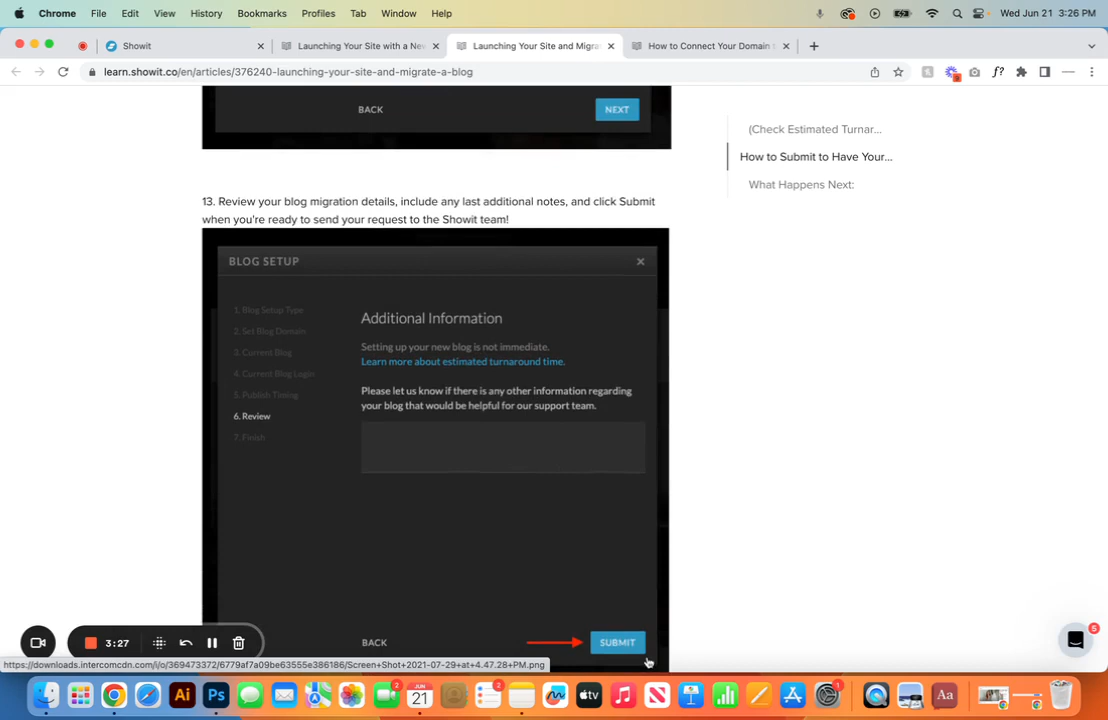 Chrome File Edit View History Bookmarks Profiles Tab Window Help Wed Jun 21 3:26 PM
Showit Launching Your Site with a Ne Launching Your Site and Migra How to Connect Your Domain
learn.showit.co/en/articles/376240-launching-your-site-and-migrate-a-blog
BACK NEXT
(Check Estimated Turnar...
How to Submit to Have Your...
What Happens Next:
13. Review your blog migration details, include any last additional notes, and click Submit
when you're ready to send your request to the Showit team!
BLOG SETUP
1. Blog Setup Type
2. Set Blog Domain
3. Current Blog
4. Current Blog Login
5. Publish Timing
6. Review
7. Finish
Additional Information
Setting up your new blog is not immediate.
Learn more about estimated turnaround time.
Please let us know if there is any other information regarding
your blog that would be helpful for our support team.
BACK SUBMIT
3:27
5
https://downloads.intercomcdn.com/i/o/369473372/6779af7a09be63555e386186/Screen+Shot+2021-07-29+at+4.47.28+PM.png
Ai Ps 2 JUN 21 2 tv 1 Aa